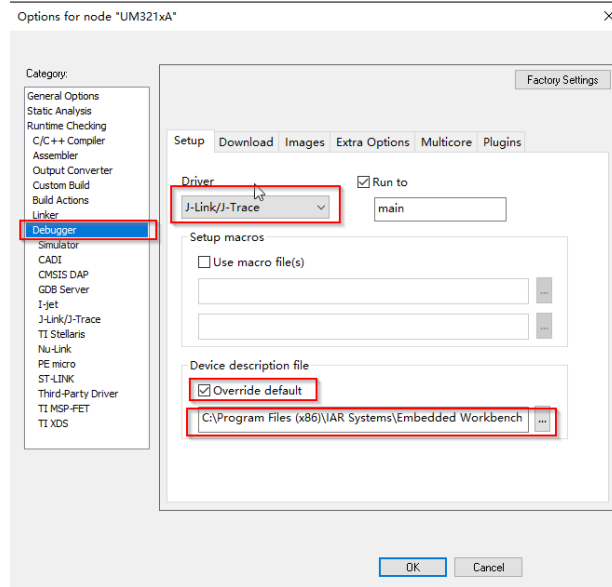 Options for node "UM321xA"
Category:
Factory Settings
General Options
Static Analysis
Runtime Checking
C/C++ Compiler
Assembler
Output Converter
Custom Build
Build Actions
Linker
Debugger
Simulator
CADI
CMSIS DAP
GDB Server
I-jet
J-Link/J-Trace
TI Stellaris
Nu-Link
PE micro
ST-LINK
Third-Party Driver
TI MSP-FET
TI XDS
Setup Download Images Extra Options Multicore Plugins
Driver
Run to
J-Link/J-Trace
main
Setup macros
Use macro file(s)
...
...
Device description file
Override default
C:\Program Files (x86)\IAR Systems\Embedded Workbench
...
OK Cancel